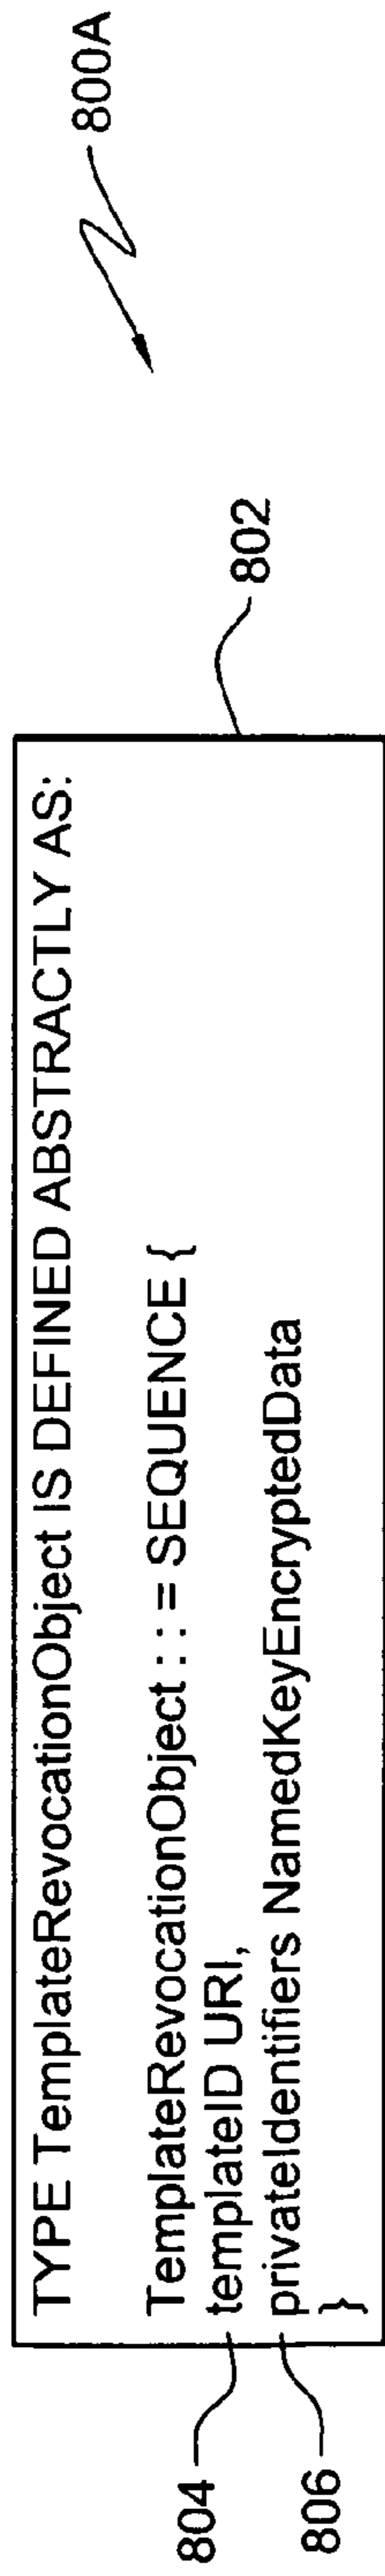 800A
TYPE TemplateRevocationObject IS DEFINED ABSTRACTLY AS:
802
TemplateRevocationObject : : = SEQUENCE {
804
templateID URI,
806
privateIdentifiers NamedKeyEncryptedData
}